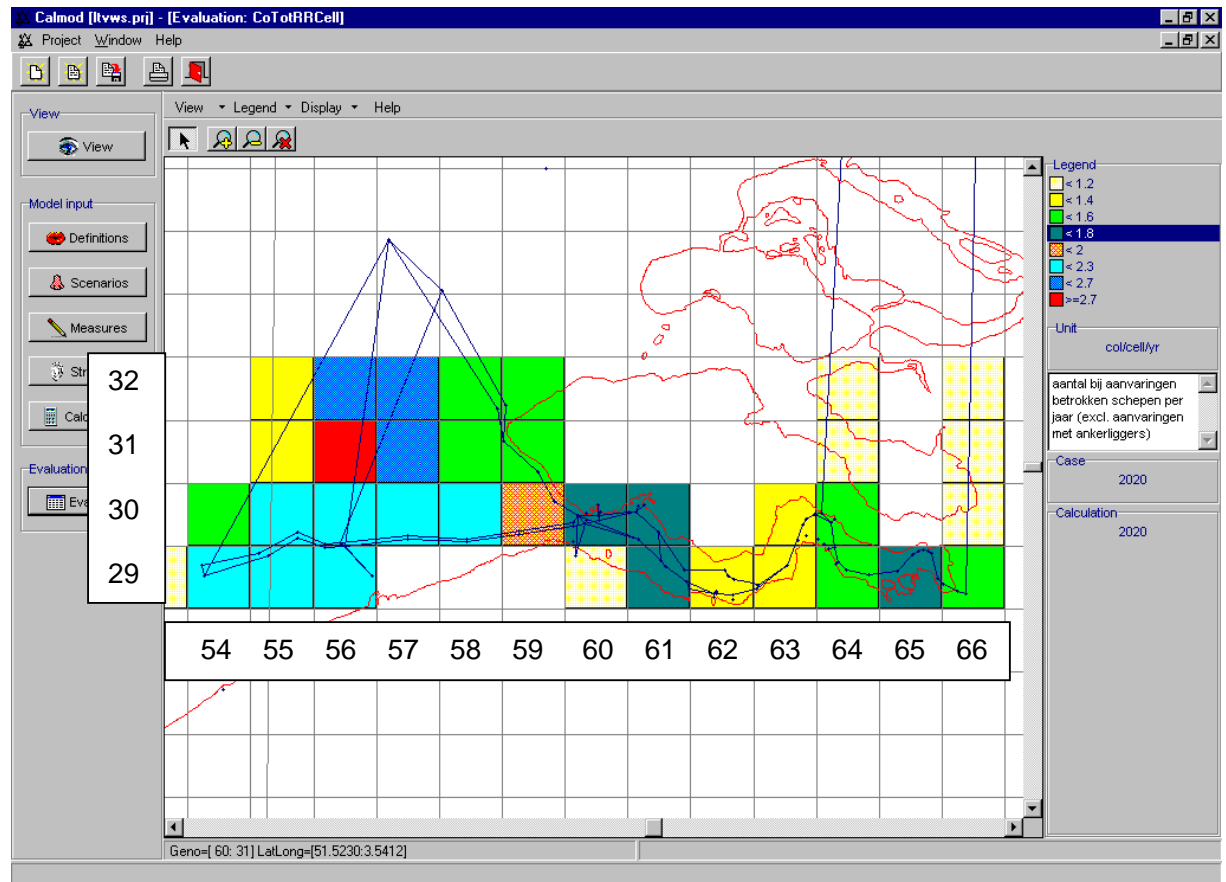 Calmod [ltvws.prj] - [Evaluation: CoTotRRCell]
Project Window Help
View
View
Model input
Definitions
Scenarios
Measures
Str
Calc
Evaluation
Eva
View Legend Display Help
32
31
30
29
54 55 56 57 58 59 60 61 62 63 64 65 66
Legend
< 1.2
< 1.4
< 1.6
< 1.8
< 2
< 2.3
< 2.7
>=2.7
Unit
col/cell/yr
aantal bij aanvaringen
betrokken schepen per
jaar (excl. aanvaringen
met ankerliggers)
Case
2020
Calculation
2020
Geno=[ 60: 31] LatLong=[51.5230:3.5412]